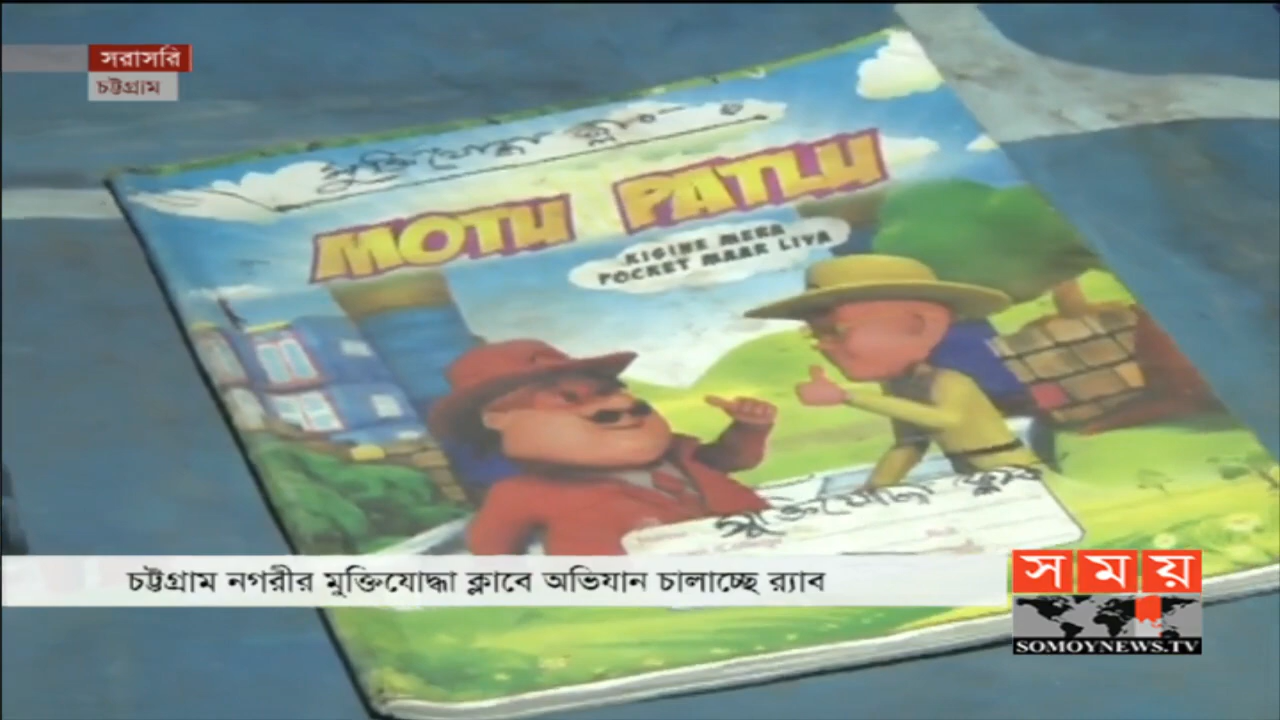 সরাসরি
চট্টগ্রাম
মুক্তিযোদ্ধা ক্লাব
MOTU PATLU
KISINE MERA
POCKET MAAR LIYA
মুক্তিযোদ্ধা ক্লাব
চট্টগ্রাম নগরীর মুক্তিযোদ্ধা ক্লাবে অভিযান চালাচ্ছে র‍্যাব
সময়
SOMOYNEWS.TV